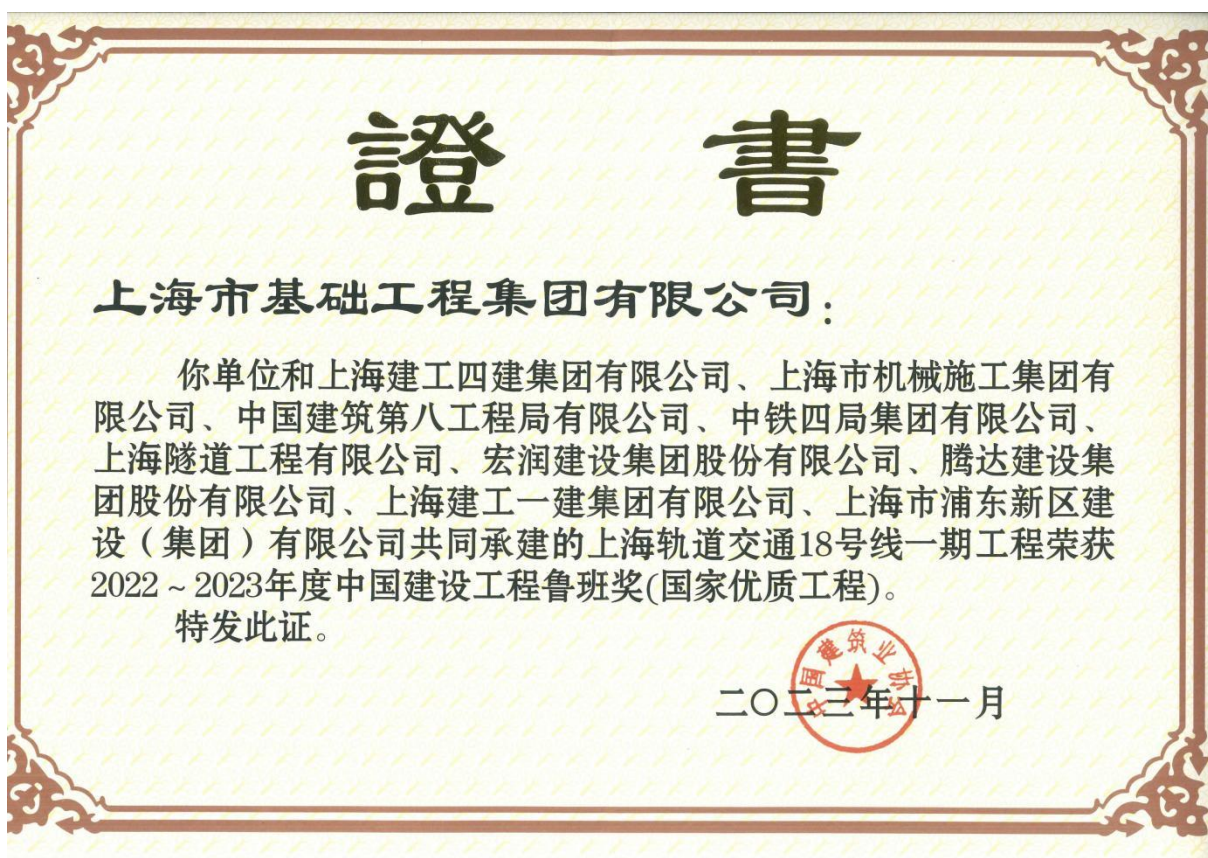 證 書
上海市基础工程集团有限公司：
你单位和上海建工四建集团有限公司、上海市机械施工集团有
限公司、中国建筑第八工程局有限公司、中铁四局集团有限公司、
上海隧道工程有限公司、宏润建设集团股份有限公司、腾达建设集
团股份有限公司、上海建工一建集团有限公司、上海市浦东新区建
设（集团）有限公司共同承建的上海轨道交通18号线一期工程荣获
2022～2023年度中国建设工程鲁班奖(国家优质工程)。
特发此证。
中国建筑业协会
二〇二三年十一月